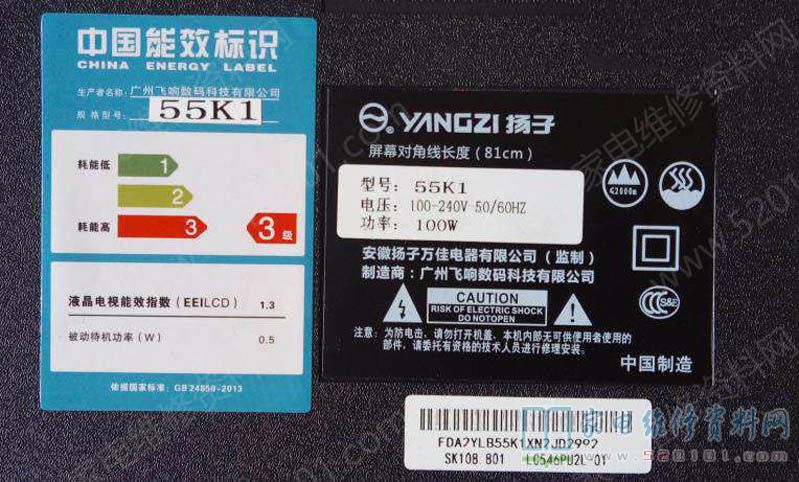 中国能效标识
CHINA ENERGY LABEL
生产者名称: 广州飞响数码科技有限公司
规格型号: 55K1
耗能低
1
2
耗能高
3
3级
液晶电视能效指数 (EEILCD) 1.3
被动待机功率 (W) 0.5
依据国家标准: GB 24850-2013
YANGZI 扬子
屏幕对角线长度 (81cm)
型号: 55K1
电压: 100-240V 50/60HZ
功率: 100W
≤2000m
安徽扬子万佳电器有限公司 (监制)
制造商: 广州飞响数码科技有限公司
CAUTION
RISK OF ELECTRIC SHOCK
DO NOTOPEN
S&E
注意: 为防电击, 请勿打开机盖, 本机内部无可供用者使用的
部件, 请委托有资格的技术人员进行修理安装。
中国制造
FDA2YLB55K1XN2JD2992
SK108.801 LC546PU2L-01
家电维修资料网
www.520101.com